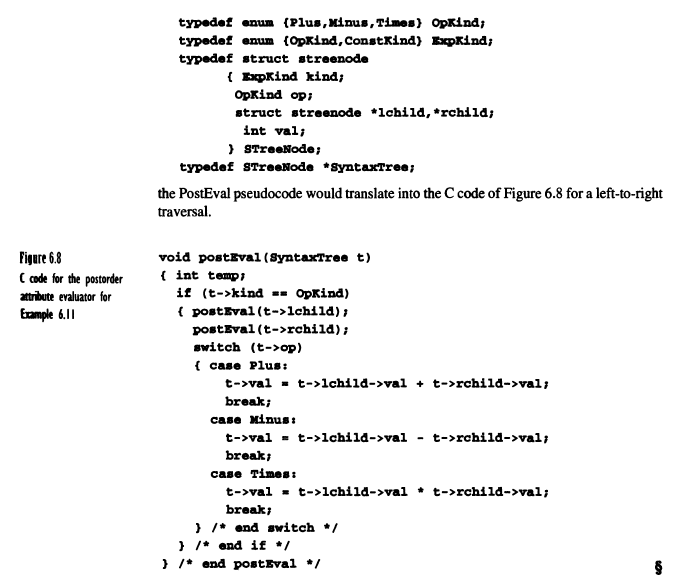 typedef enum {Plus,Minus,Times} OpKind;
typedef enum {OpKind,ConstKind} ExpKind;
typedef struct streenode
{ ExpKind kind;
OpKind op;
struct streenode *lchild,*rchild;
int val;
} STreeNode;
typedef STreeNode *SyntaxTree;
the PostEval pseudocode would translate into the C code of Figure 6.8 for a left-to-right
traversal.
Figure 6.8
C code for the postorder
attribute evaluator for
Example 6.11
void postEval(SyntaxTree t)
{ int temp;
if (t->kind == OpKind)
{ postEval(t->lchild);
postEval(t->rchild);
switch (t->op)
{ case Plus:
t->val = t->lchild->val + t->rchild->val;
break;
case Minus:
t->val = t->lchild->val - t->rchild->val;
break;
case Times:
t->val = t->lchild->val * t->rchild->val;
break;
} /* end switch */
} /* end if */
} /* end postEval */
§